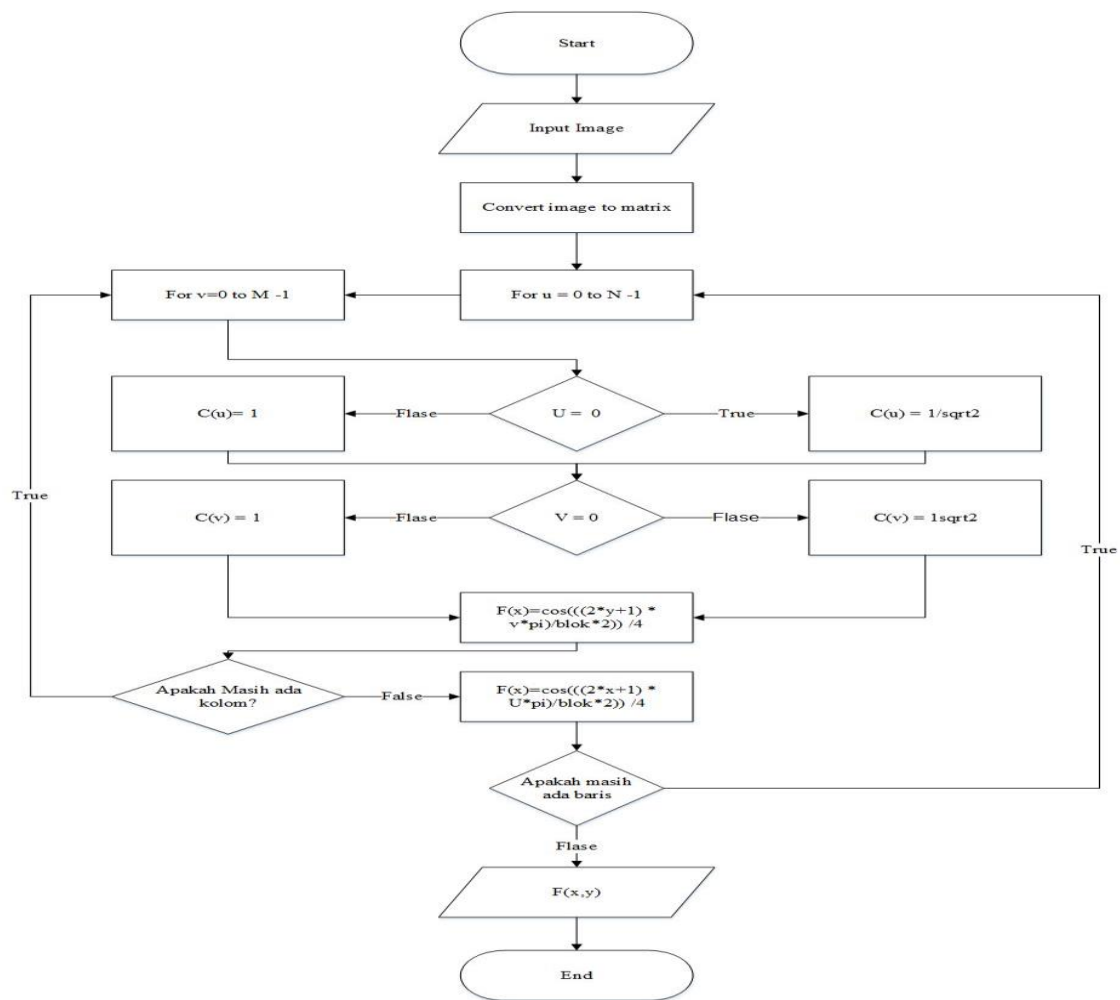 Start
Input Image
Convert image to matrix
For v=0 to M -1
For u = 0 to N -1
C(u)= 1
Flase
U = 0
True
C(u) = 1/sqrt2
True
C(v) = 1
Flase
V = 0
Flase
C(v) = 1sqrt2
True
F(x)=cos(((2*y+1) *
v*pi)/blok*2)) /4
Apakah Masih ada
kolom?
False
F(x)=cos(((2*x+1) *
U*pi)/blok*2)) /4
Apakah masih
ada baris
Flase
F(x,y)
End